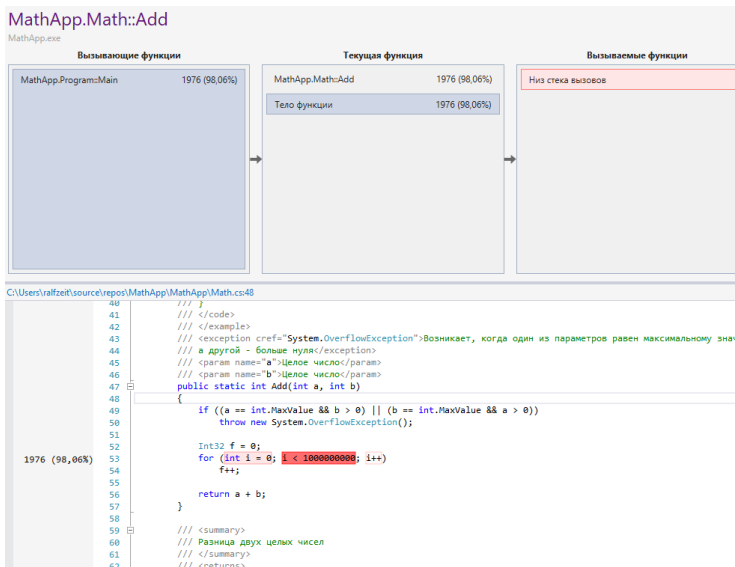 MathApp.Math::Add
MathApp.exe
Вызывающие функции
Текущая функция
Вызываемые функции
MathApp.Program::Main 1976 (98,06%)
MathApp.Math::Add 1976 (98,06%)
Тело функции 1976 (98,06%)
Низ стека вызовов
C:\Users\ralfzeit\source\repos\MathApp\MathApp\Math.cs:48
40 /// }
41 /// </code>
42 /// </example>
43 /// <exception cref="System.OverflowException">Возникает, когда один из параметров равен максимальному знач
44 /// а другой - больше нуля</exception>
45 /// <param name="a">Целое число</param>
46 /// <param name="b">Целое число</param>
47 public static int Add(int a, int b)
48 {
49 if ((a == int.MaxValue && b > 0) || (b == int.MaxValue && a > 0))
50 throw new System.OverflowException();
51
52 Int32 f = 0;
1976 (98,06%) 53 for (int i = 0; i < 1000000000; i++)
54 f++;
55
56 return a + b;
57 }
58
59 /// <summary>
60 /// Разница двух целых чисел
61 /// </summary>
62 /// <returns>